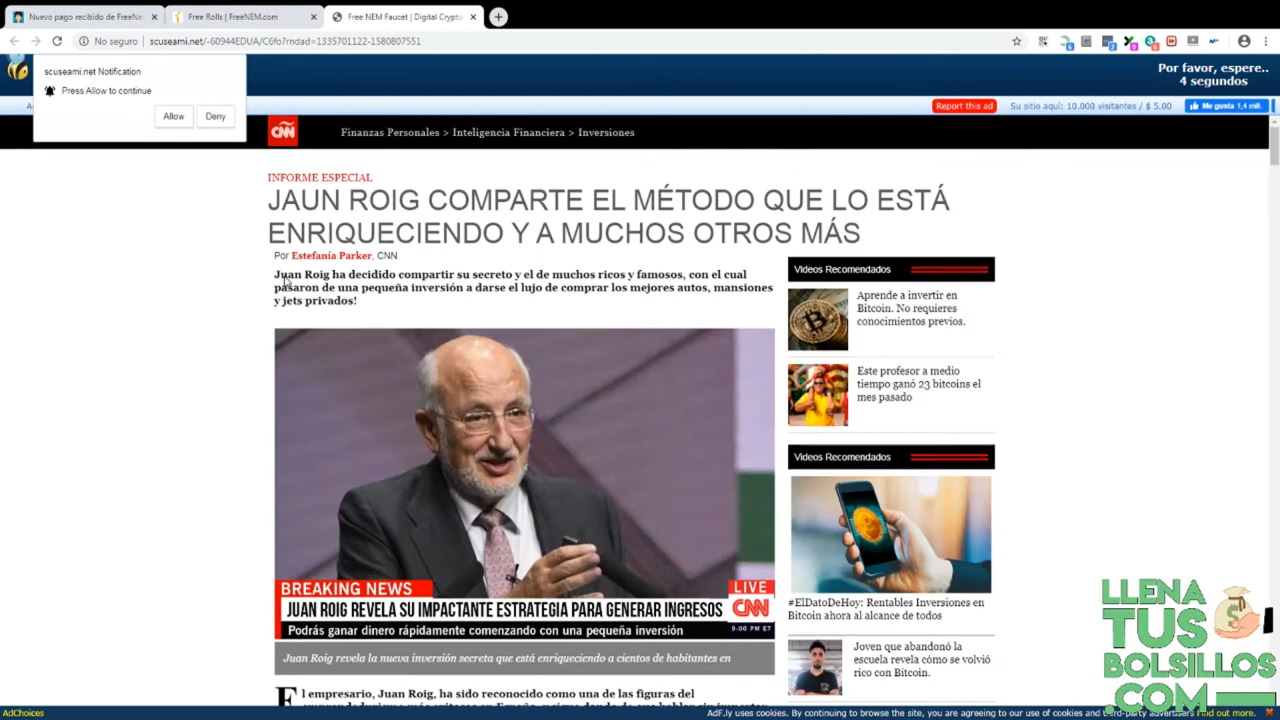 Nuevo pago recibido de FreeNE
Free Rolls | FreeNEM.com
Free NEM Faucet | Digital Crypto
No seguro
scuseami.net/-60944EDUA/C6fo?rndad=1335701122-1580807551
scuseami.net Notification
Press Allow to continue
Allow
Deny
Por favor, espere..
4 segundos
Report this ad
Su sitio aquí: 10.000 visitantes / $ 5.00
Me gusta 1,4 mill.
CNN
Finanzas Personales > Inteligencia Financiera > Inversiones
INFORME ESPECIAL
JAUN ROIG COMPARTE EL MÉTODO QUE LO ESTÁ
ENRIQUECIENDO Y A MUCHOS OTROS MÁS
Por Estefanía Parker, CNN
Juan Roig ha decidido compartir su secreto y el de muchos ricos y famosos, con el cual
pasaron de una pequeña inversión a darse el lujo de comprar los mejores autos, mansiones
y jets privados!
BREAKING NEWS
LIVE
JUAN ROIG REVELA SU IMPACTANTE ESTRATEGIA PARA GENERAR INGRESOS
CNN
Podrás ganar dinero rápidamente comenzando con una pequeña inversión
9:00 PM ET
Juan Roig revela la nueva inversión secreta que está enriqueciendo a cientos de habitantes en
El empresario, Juan Roig, ha sido reconocido como una de las figuras del
Videos Recomendados
Aprende a invertir en
Bitcoin. No requieres
conocimientos previos.
Este profesor a medio
tiempo ganó 23 bitcoins el
mes pasado
Videos Recomendados
#ElDatoDeHoy: Rentables Inversiones en
Bitcoin ahora al alcance de todos
Joven que abandonó la
escuela revela cómo se volvió
rico con Bitcoin.
LLENA
TUS
BOLSILLOS
.COM
AdChoices
AdF.ly uses cookies. By continuing to browse the site, you are agreeing to our use of cookies and third-party advertisers Find out more.